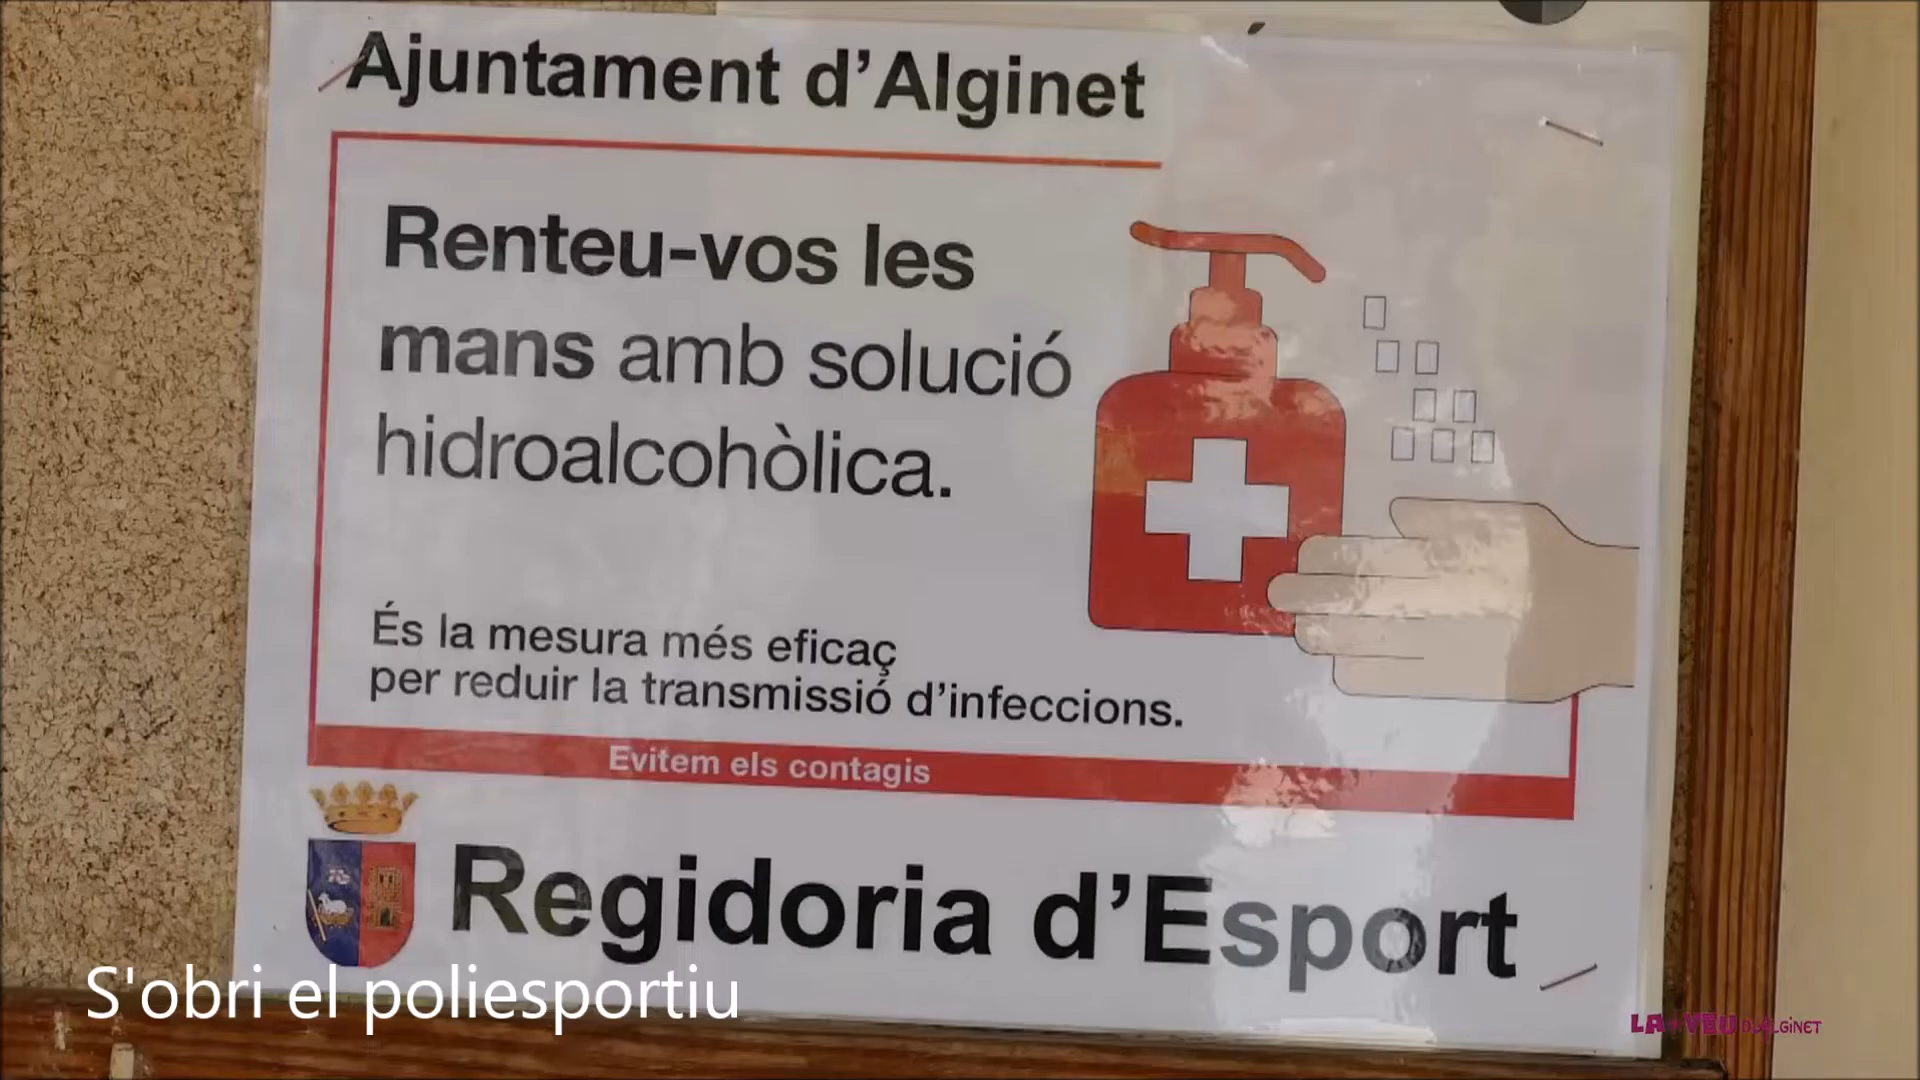 Ajuntament d'Alginet
Renteu-vos les
mans amb solució
hidroalcohòlica.
És la mesura més eficaç
per reduir la transmissió d'infeccions.
Evitem els contagis
Regidoria d'Esport
S'obri el poliesportiu
LA VEU D'ALGINET